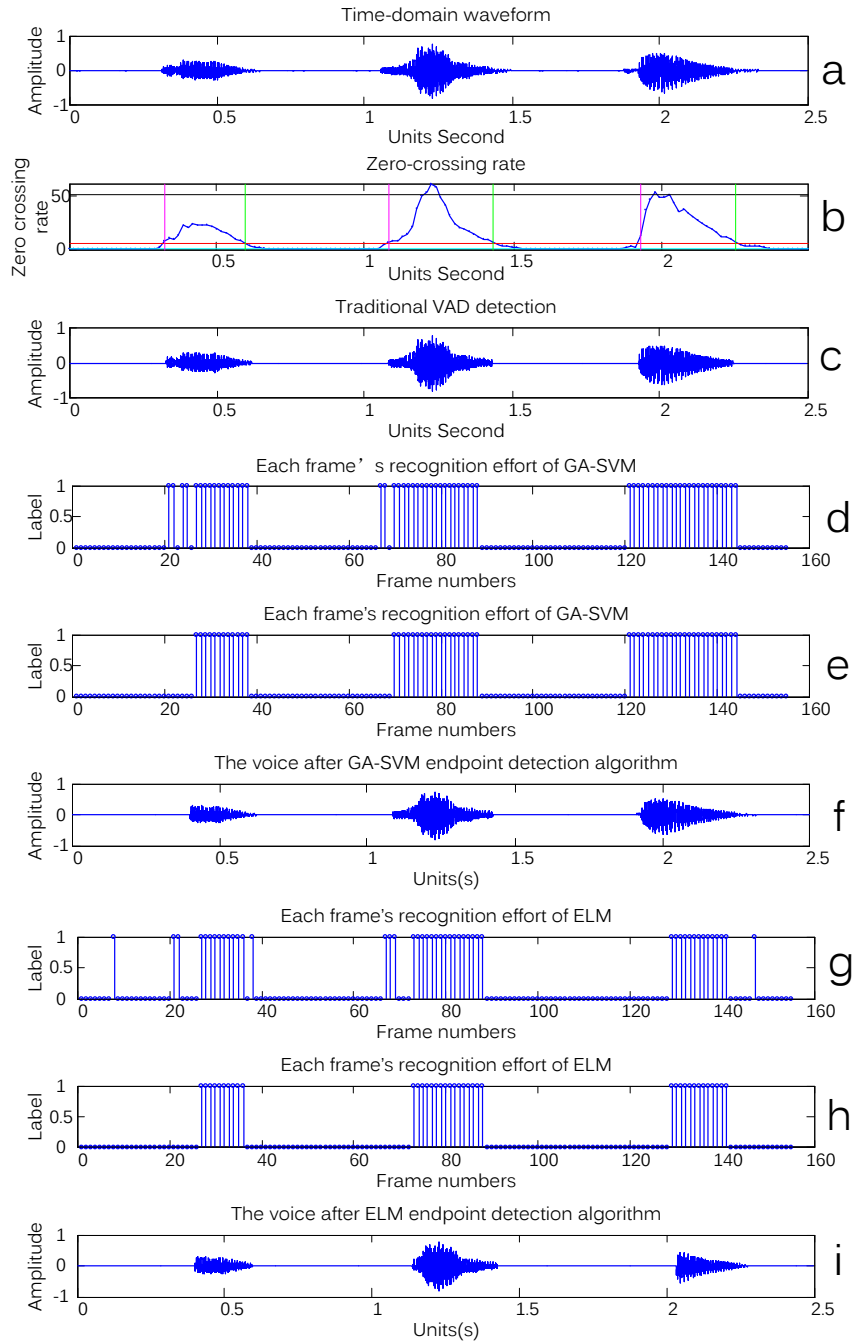 Time-domain waveform
1
0
-1
Amplitude
0.5 1 1.5 2 2.5
Units Second
a
Zero-crossing rate
50
0
Zero crossing
rate
0.5 1 1.5 2
Units Second
b
Traditional VAD detection
1
0
-1
Amplitude
0 0.5 1 1.5 2 2.5
Units Second
c
Each frame’s recognition effort of GA-SVM
1
0.5
0
Label
0 20 40 60 80 100 120 140 160
Frame numbers
d
Each frame's recognition effort of GA-SVM
1
0.5
0
Label
0 20 40 60 80 100 120 140 160
Frame numbers
e
The voice after GA-SVM endpoint detection algorithm
1
0
-1
Amplitude
0 0.5 1 1.5 2 2.5
Units(s)
f
Each frame's recognition effort of ELM
1
0.5
0
Label
0 20 40 60 80 100 120 140 160
Frame numbers
g
Each frame's recognition effort of ELM
1
0.5
0
Label
0 20 40 60 80 100 120 140 160
Frame numbers
h
The voice after ELM endpoint detection algorithm
1
0
-1
Amplitude
0 0.5 1 1.5 2 2.5
Units(s)
i